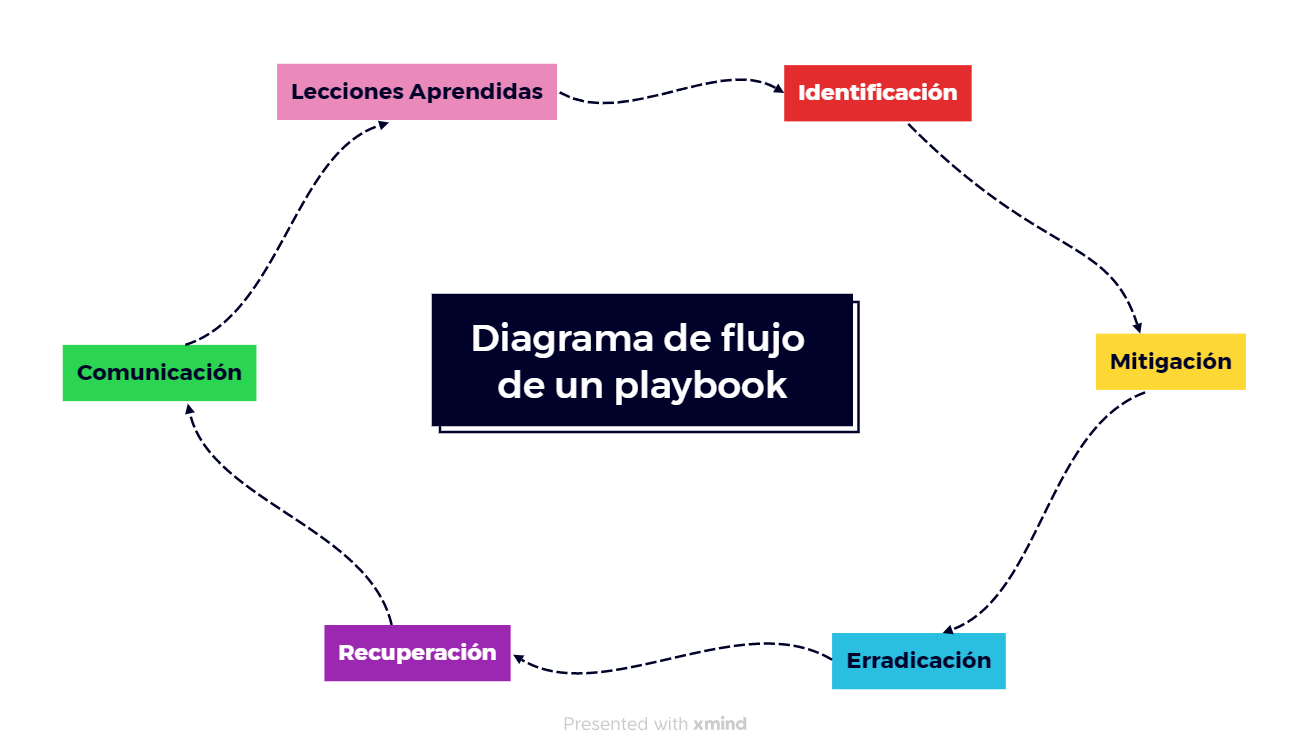 Lecciones Aprendidas
Identificación
Diagrama de flujo
de un playbook
Mitigación
Comunicación
Recuperación
Erradicación
Presented with xmind